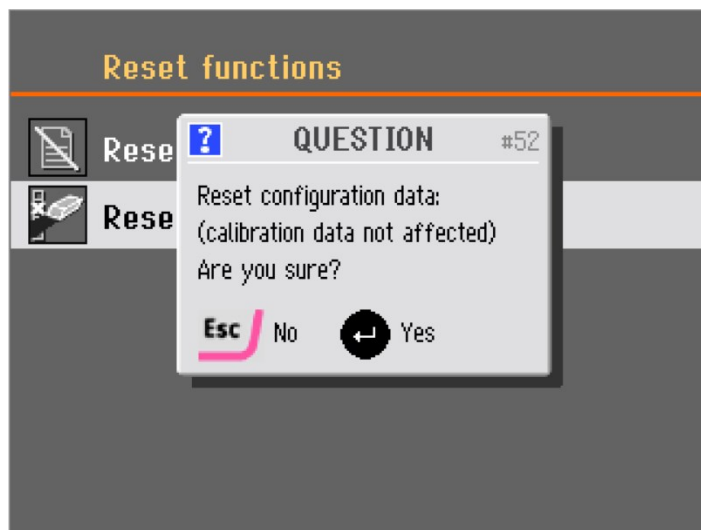 Reset functions
Rese
? QUESTION #52
Rese
Reset configuration data:
(calibration data not affected)
Are you sure?
Esc No Yes